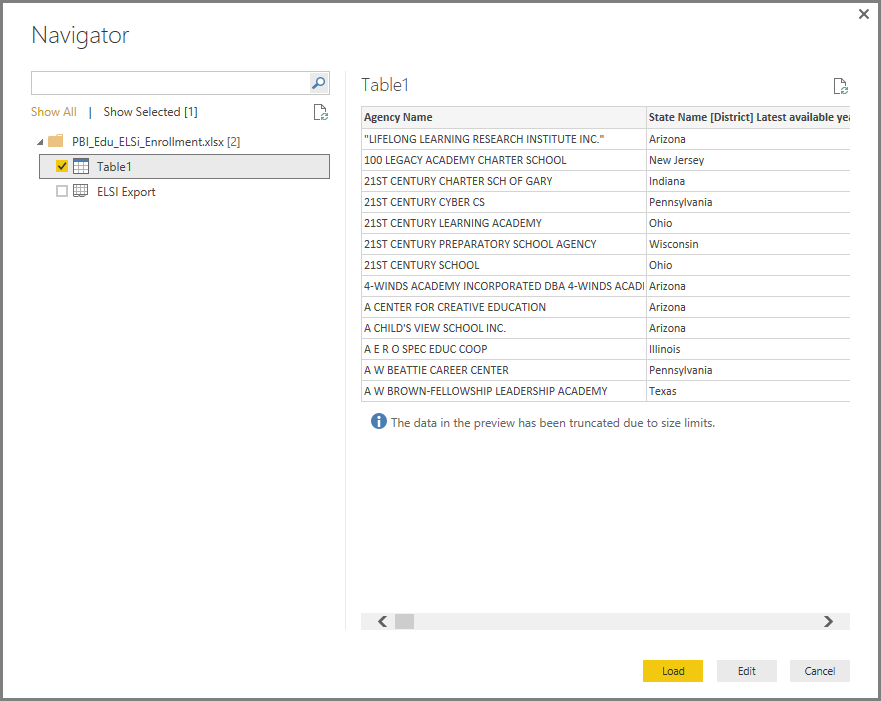 Navigator
Show All | Show Selected [1]
PBI_Edu_ELSi_Enrollment.xlsx [2]
Table1
ELSI Export
Table1
Agency Name State Name [District] Latest available yea
"LIFELONG LEARNING RESEARCH INSTITUTE INC." Arizona
100 LEGACY ACADEMY CHARTER SCHOOL New Jersey
21ST CENTURY CHARTER SCH OF GARY Indiana
21ST CENTURY CYBER CS Pennsylvania
21ST CENTURY LEARNING ACADEMY Ohio
21ST CENTURY PREPARATORY SCHOOL AGENCY Wisconsin
21ST CENTURY SCHOOL Ohio
4-WINDS ACADEMY INCORPORATED DBA 4-WINDS ACADI Arizona
A CENTER FOR CREATIVE EDUCATION Arizona
A CHILD'S VIEW SCHOOL INC. Arizona
A E R O SPEC EDUC COOP Illinois
A W BEATTIE CAREER CENTER Pennsylvania
A W BROWN-FELLOWSHIP LEADERSHIP ACADEMY Texas
The data in the preview has been truncated due to size limits.
Load Edit Cancel